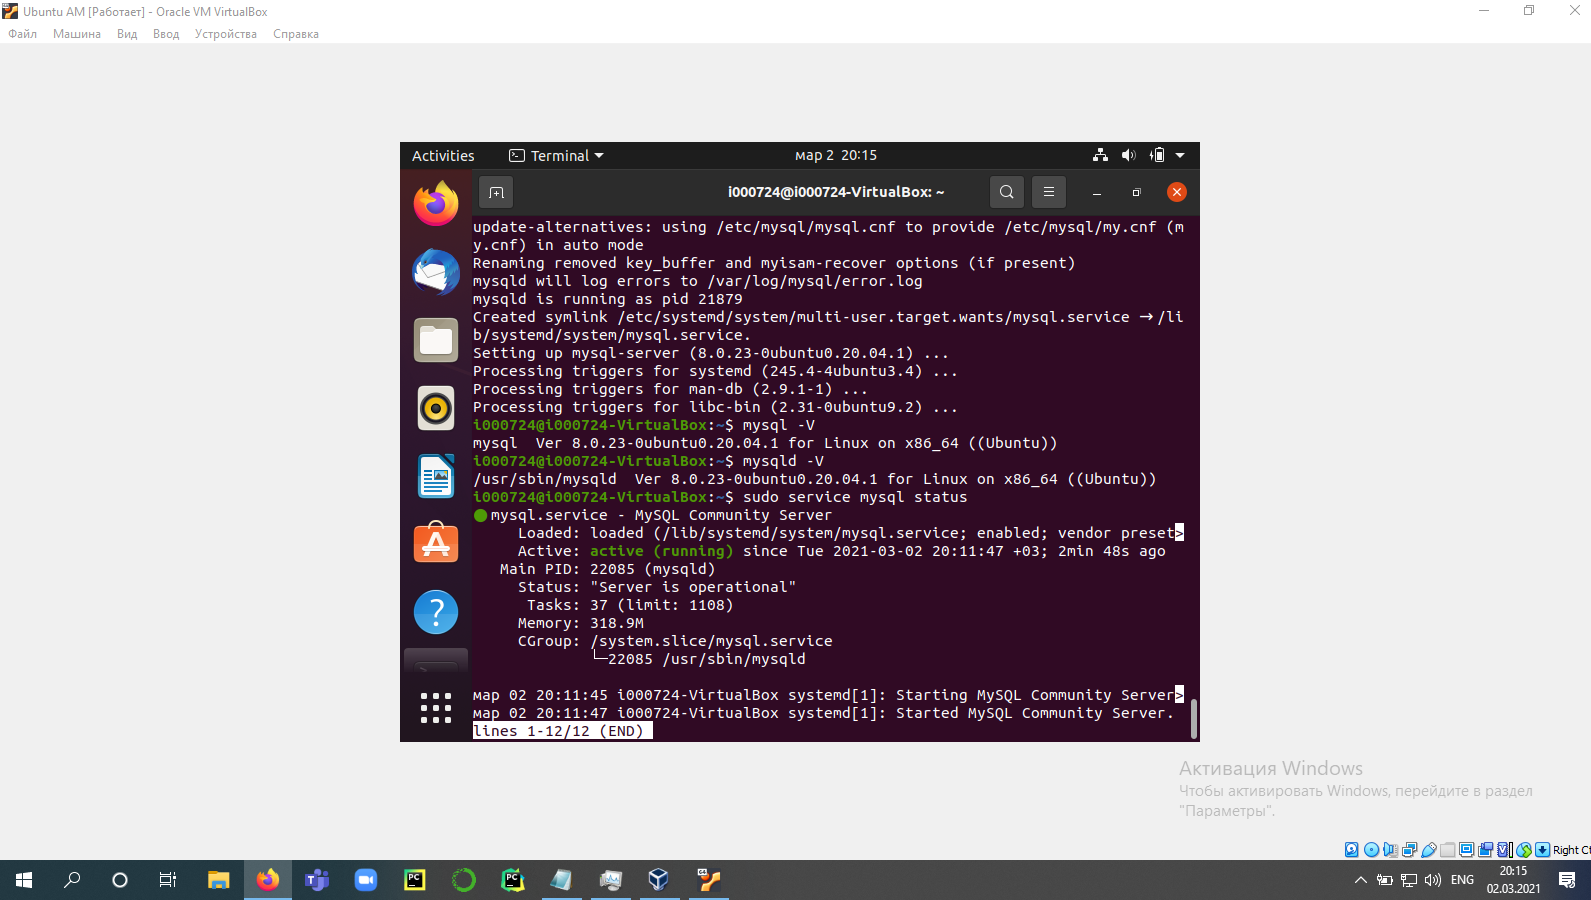 Ubuntu AM [Работает] - Oracle VM VirtualBox
Файл Машина Вид Ввод Устройства Справка
Activities Terminal мар 2 20:15
i000724@i000724-VirtualBox: ~
update-alternatives: using /etc/mysql/mysql.cnf to provide /etc/mysql/my.cnf (m
y.cnf) in auto mode
Renaming removed key_buffer and myisam-recover options (if present)
mysqld will log errors to /var/log/mysql/error.log
mysqld is running as pid 21879
Created symlink /etc/systemd/system/multi-user.target.wants/mysql.service → /li
b/systemd/system/mysql.service.
Setting up mysql-server (8.0.23-0ubuntu0.20.04.1) ...
Processing triggers for systemd (245.4-4ubuntu3.4) ...
Processing triggers for man-db (2.9.1-1) ...
Processing triggers for libc-bin (2.31-0ubuntu9.2) ...
i000724@i000724-VirtualBox:~$ mysql -V
mysql  Ver 8.0.23-0ubuntu0.20.04.1 for Linux on x86_64 ((Ubuntu))
i000724@i000724-VirtualBox:~$ mysqld -V
/usr/sbin/mysqld  Ver 8.0.23-0ubuntu0.20.04.1 for Linux on x86_64 ((Ubuntu))
i000724@i000724-VirtualBox:~$ sudo service mysql status
● mysql.service - MySQL Community Server
Loaded: loaded (/lib/systemd/system/mysql.service; enabled; vendor preset>
Active: active (running) since Tue 2021-03-02 20:11:47 +03; 2min 48s ago
Main PID: 22085 (mysqld)
Status: "Server is operational"
Tasks: 37 (limit: 1108)
Memory: 318.9M
CGroup: /system.slice/mysql.service
└─22085 /usr/sbin/mysqld
мар 02 20:11:45 i000724-VirtualBox systemd[1]: Starting MySQL Community Server>
мар 02 20:11:47 i000724-VirtualBox systemd[1]: Started MySQL Community Server.
lines 1-12/12 (END)
Активация Windows
Чтобы активировать Windows, перейдите в раздел
"Параметры".
Right Ct
PC PC 64
ENG 20:15
02.03.2021